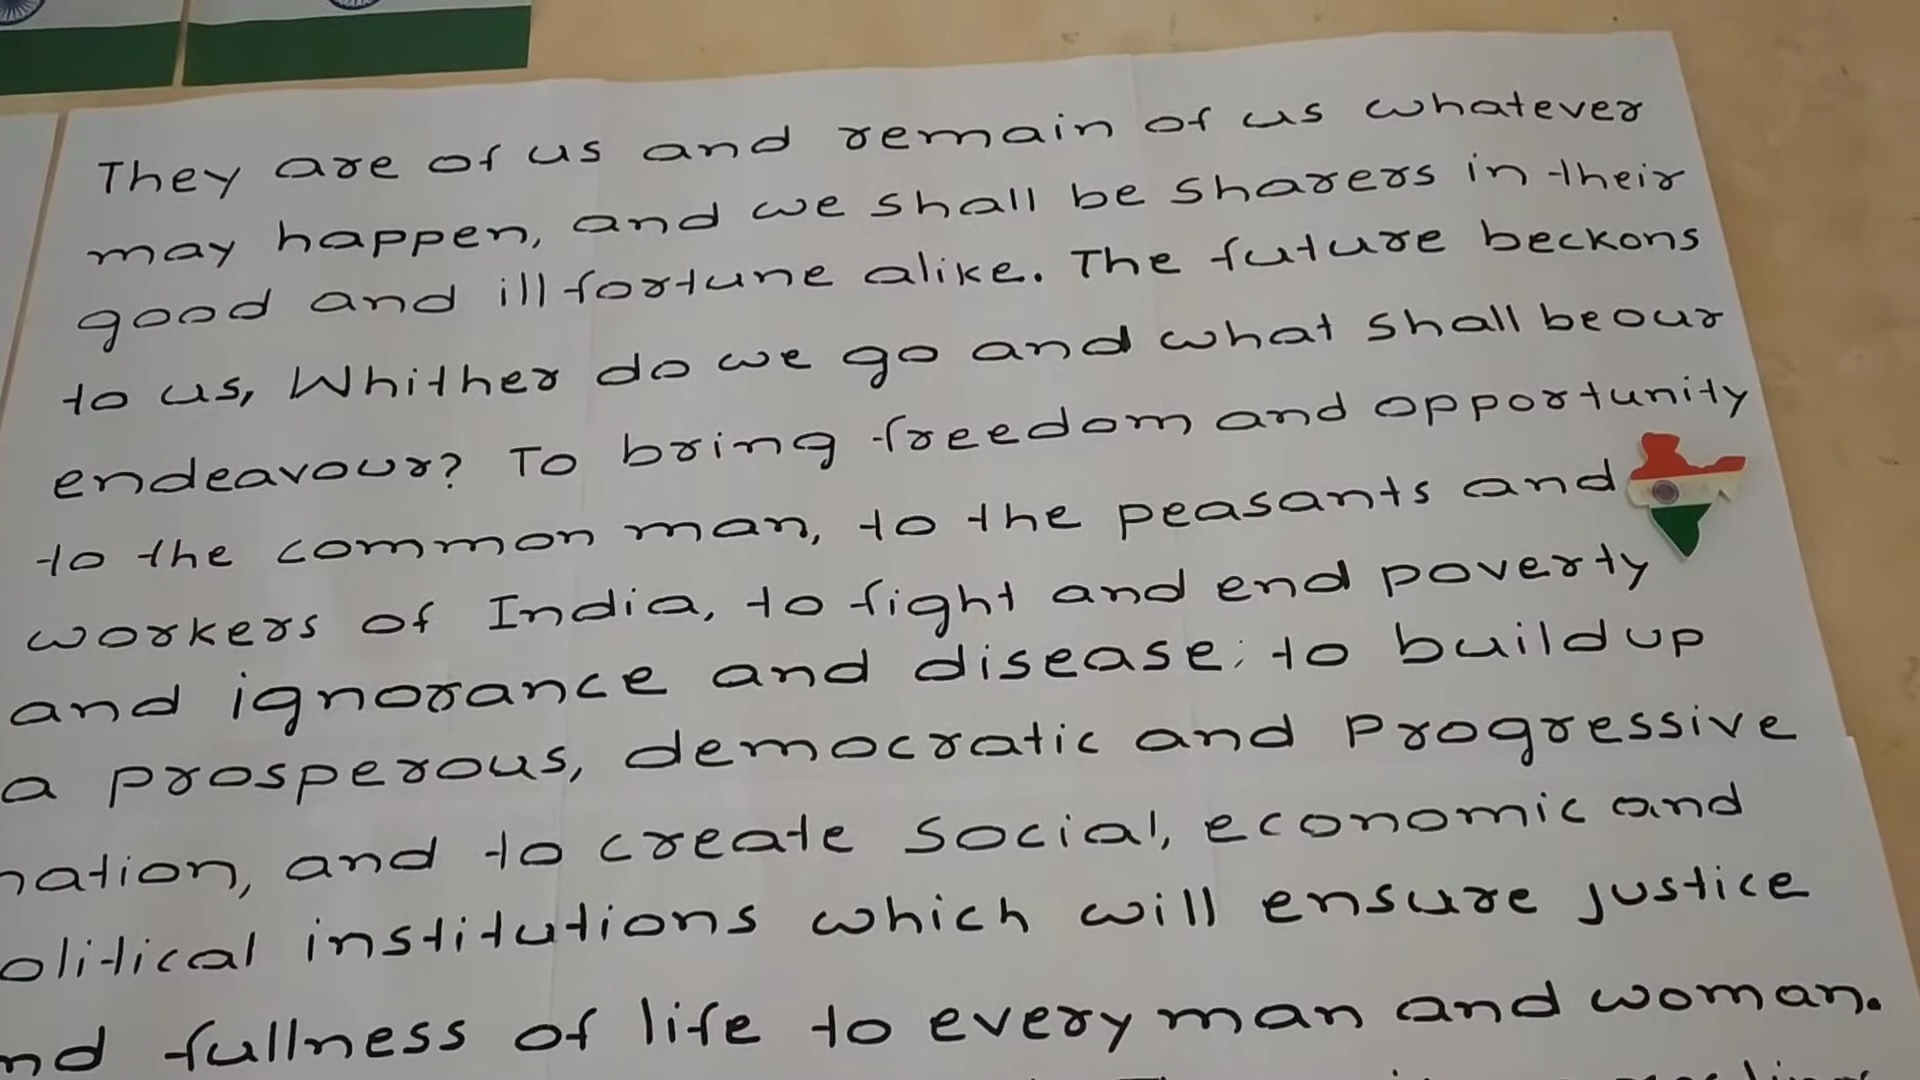 They are of us and remain of us whatever
may happen, and we shall be sharers in their
good and ill fortune alike. The future beckons
to us, Whither do we go and what shall be our
endeavour? To bring freedom and opportunity
to the common man, to the peasants and
workers of India, to fight and end poverty
and ignorance and disease; to build up
a prosperous, democratic and progressive
nation, and to create social, economic and
olitical institutions which will ensure justice
nd fullness of life to every man and woman.